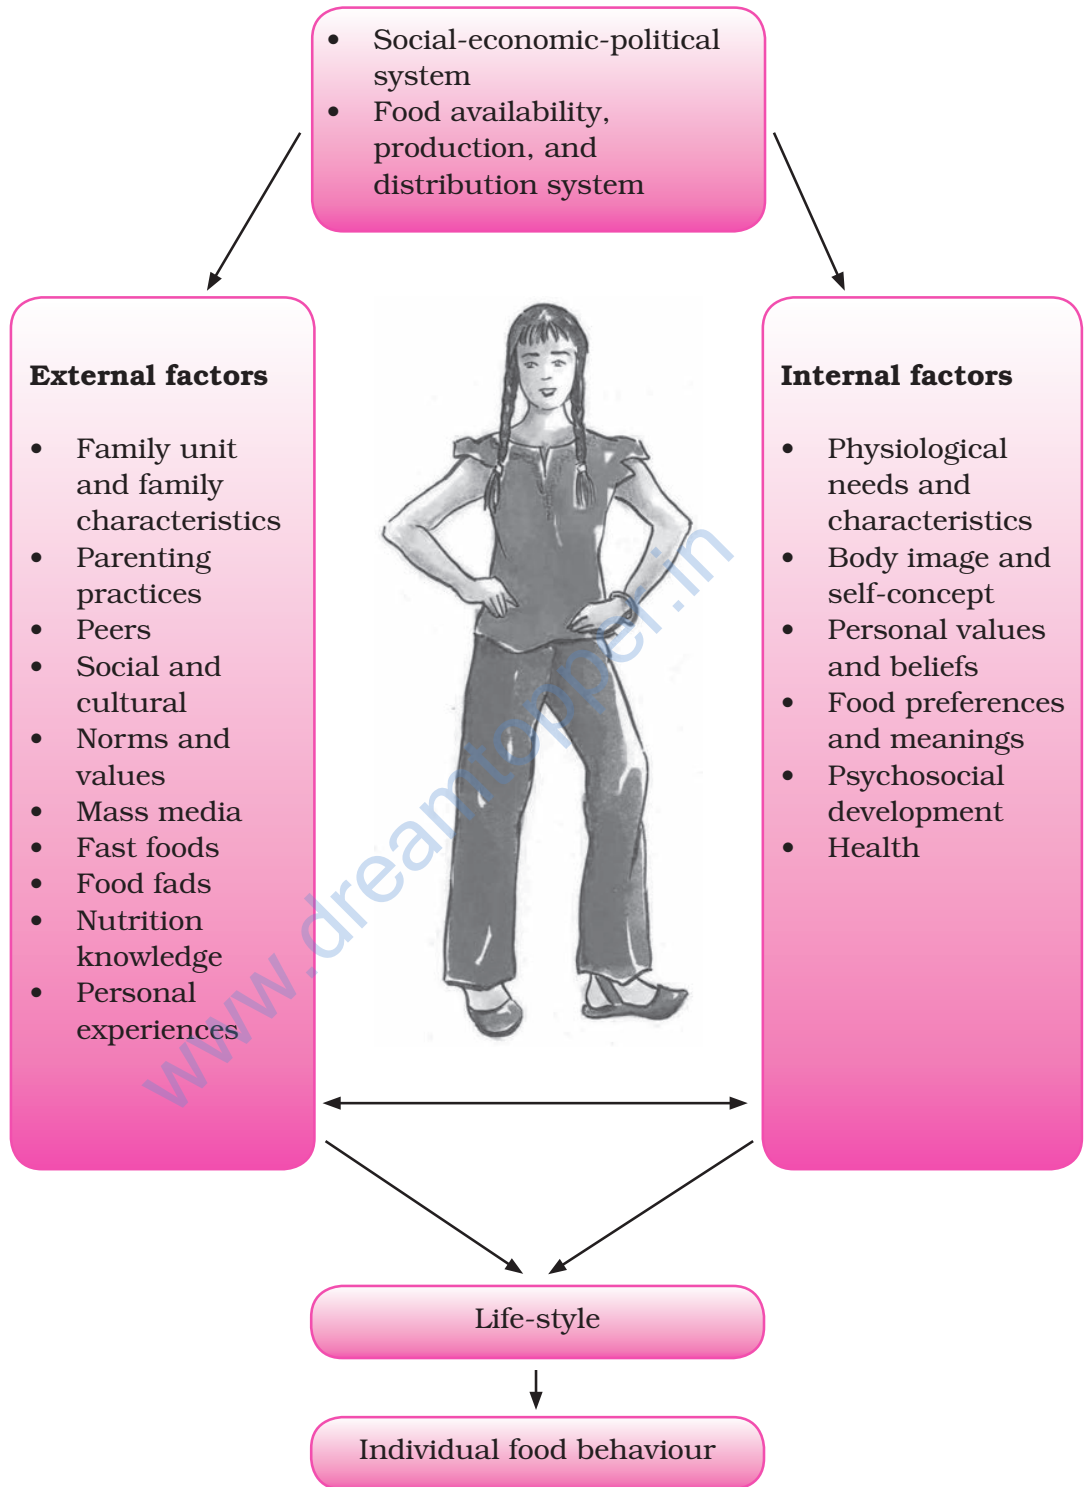 • Social-economic-political
system
• Food availability,
production, and
distribution system
External factors
• Family unit
and family
characteristics
• Parenting
practices
• Peers
• Social and
cultural
• Norms and
values
• Mass media
• Fast foods
• Food fads
• Nutrition
knowledge
• Personal
experiences
Internal factors
• Physiological
needs and
characteristics
• Body image and
self-concept
• Personal values
and beliefs
• Food preferences
and meanings
• Psychosocial
development
• Health
www.dreamtopper.in
Life-style
Individual food behaviour